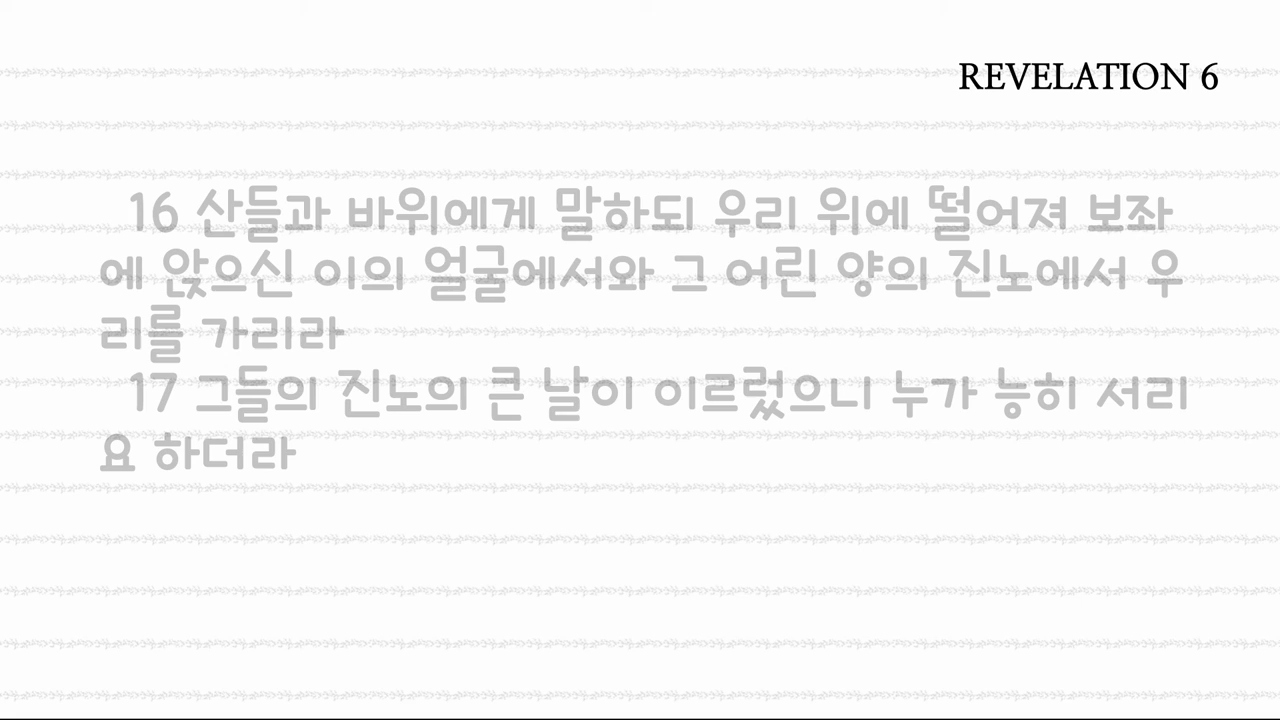 REVELATION 6
16 산들과 바위에게 말하되 우리 위에 떨어져 보좌
에 앉으신 이의 얼굴에서와 그 어린 양의 진노에서 우
리를 가리라
17 그들의 진노의 큰 날이 이르렀으니 누가 능히 서리
요 하더라